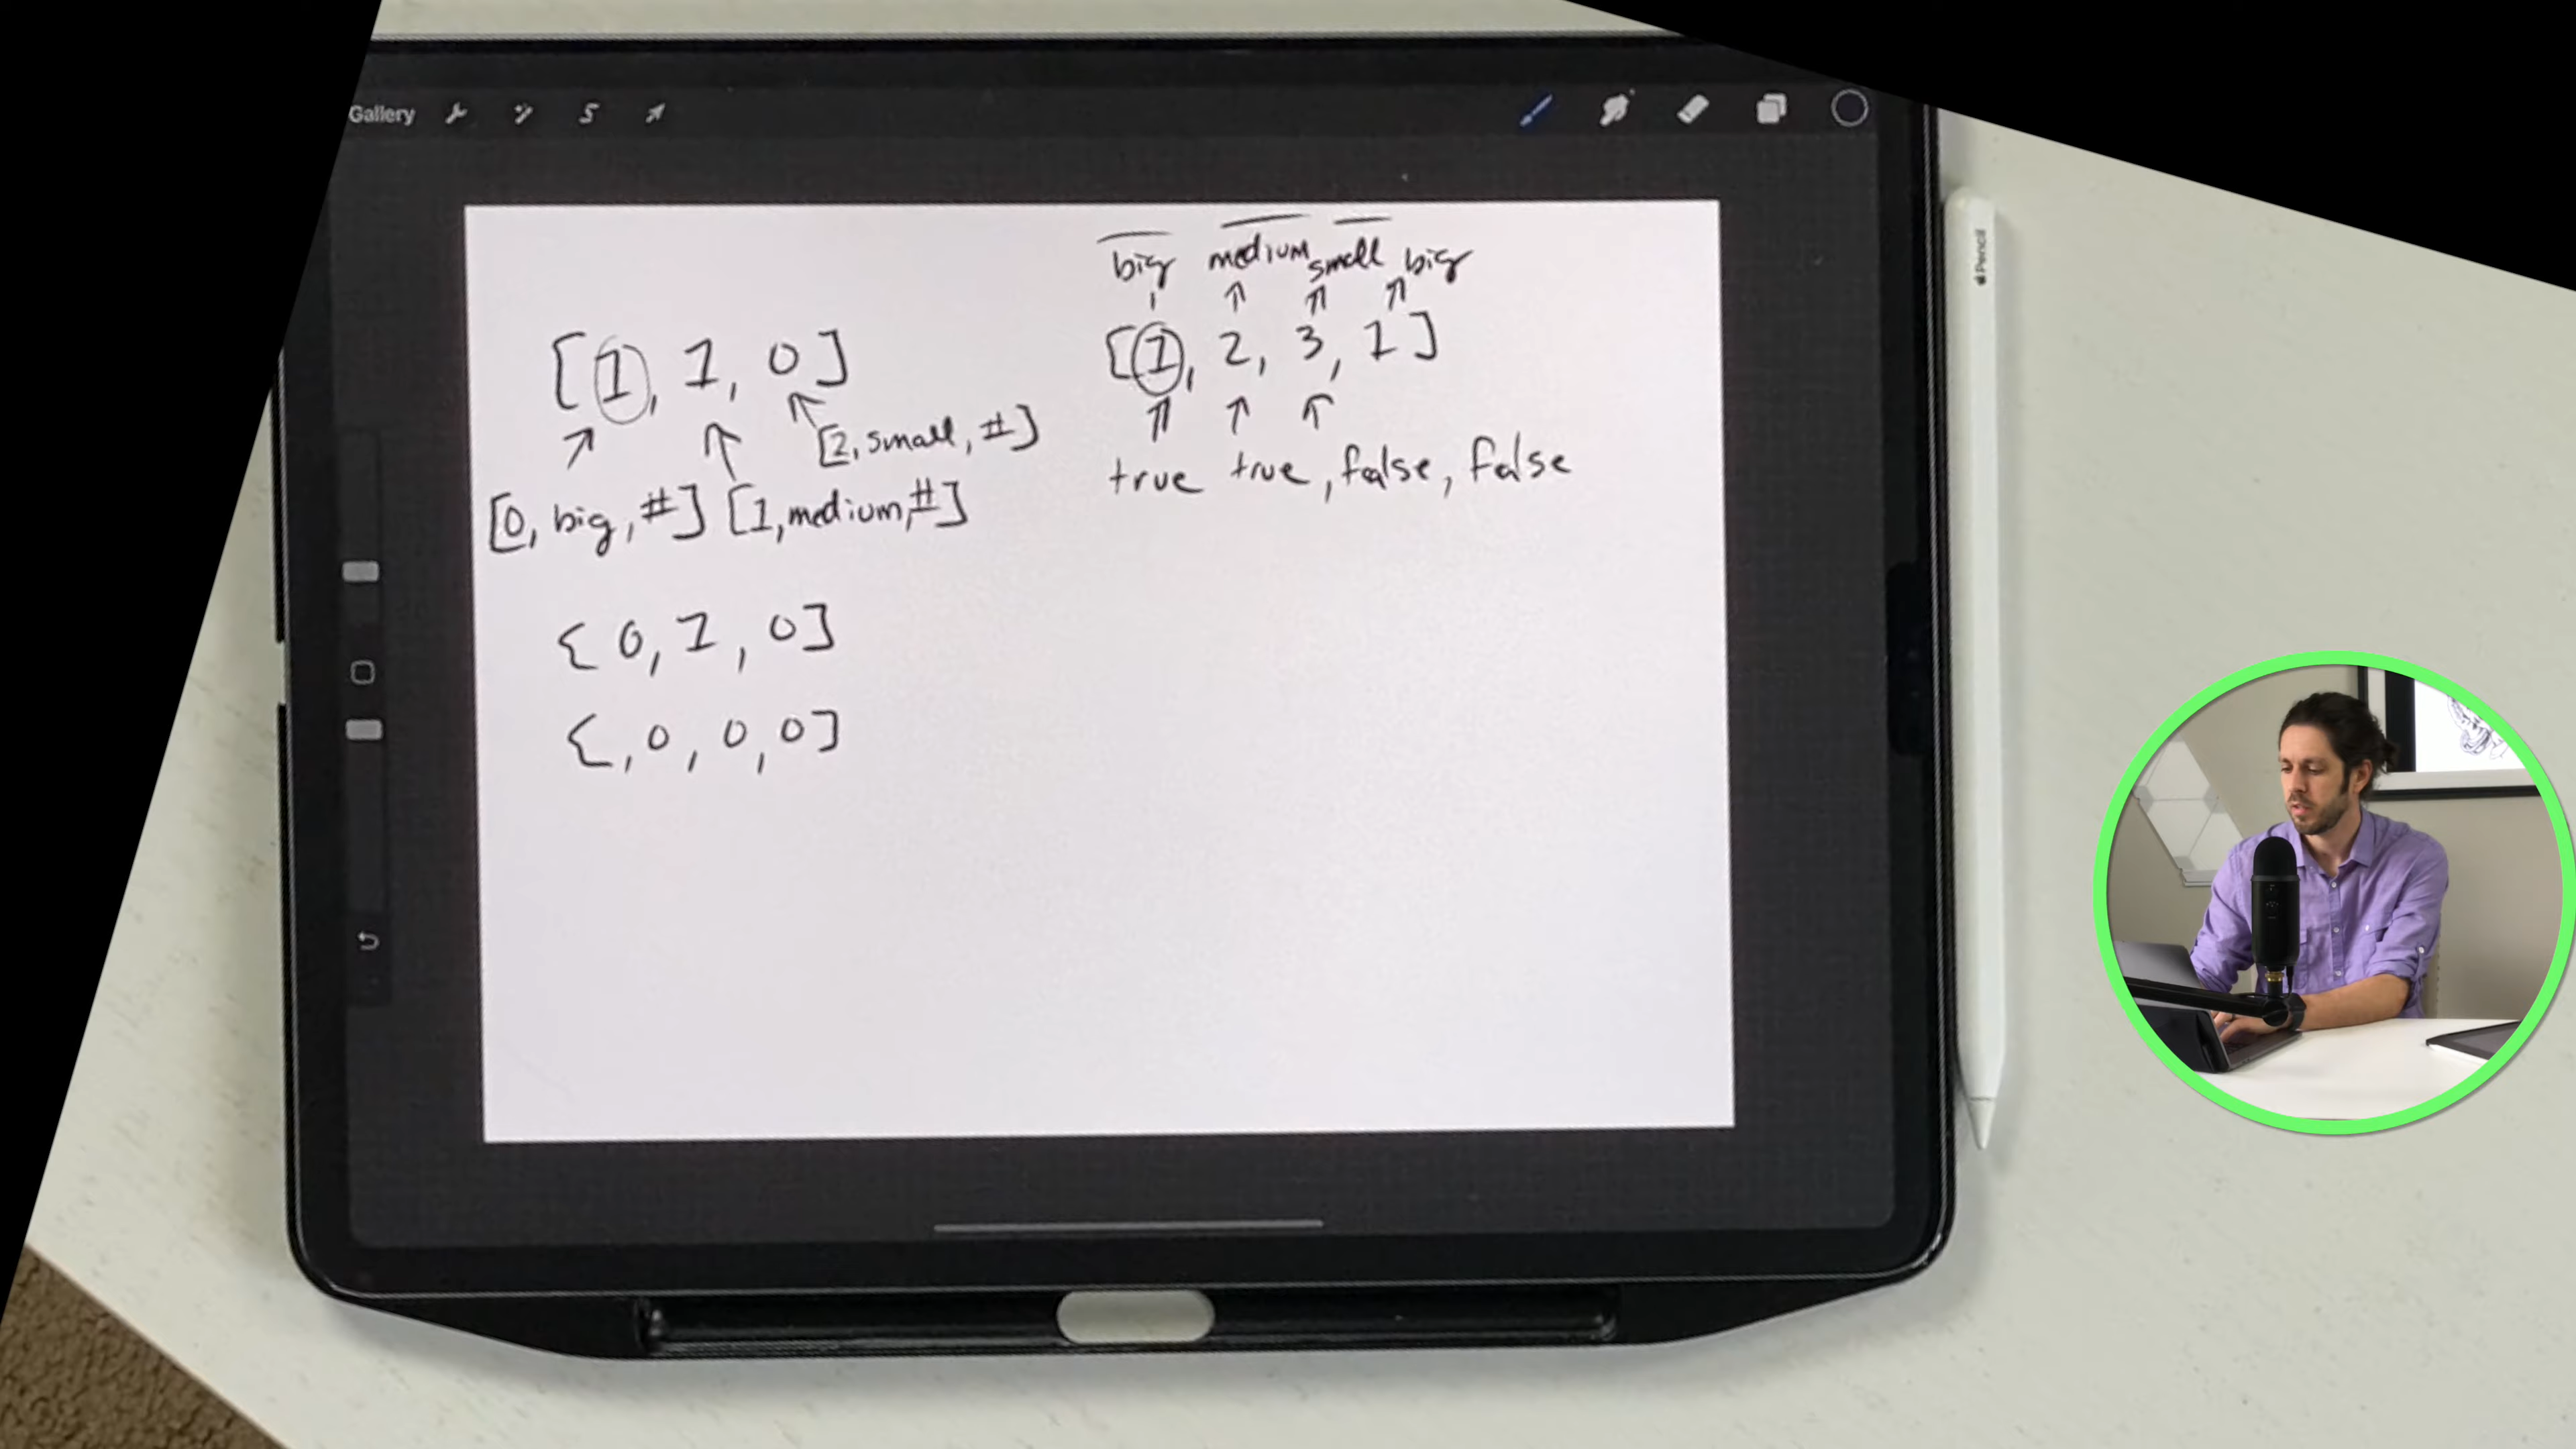 Gallery
big medium small big
[1, 1, 0]
[1, 2, 3, 1]
[2, small, #]
true true, false, false
[0, big, #] [1, medium, #]
{ 0, 1, 0]
{, 0, 0, 0]
Pencil